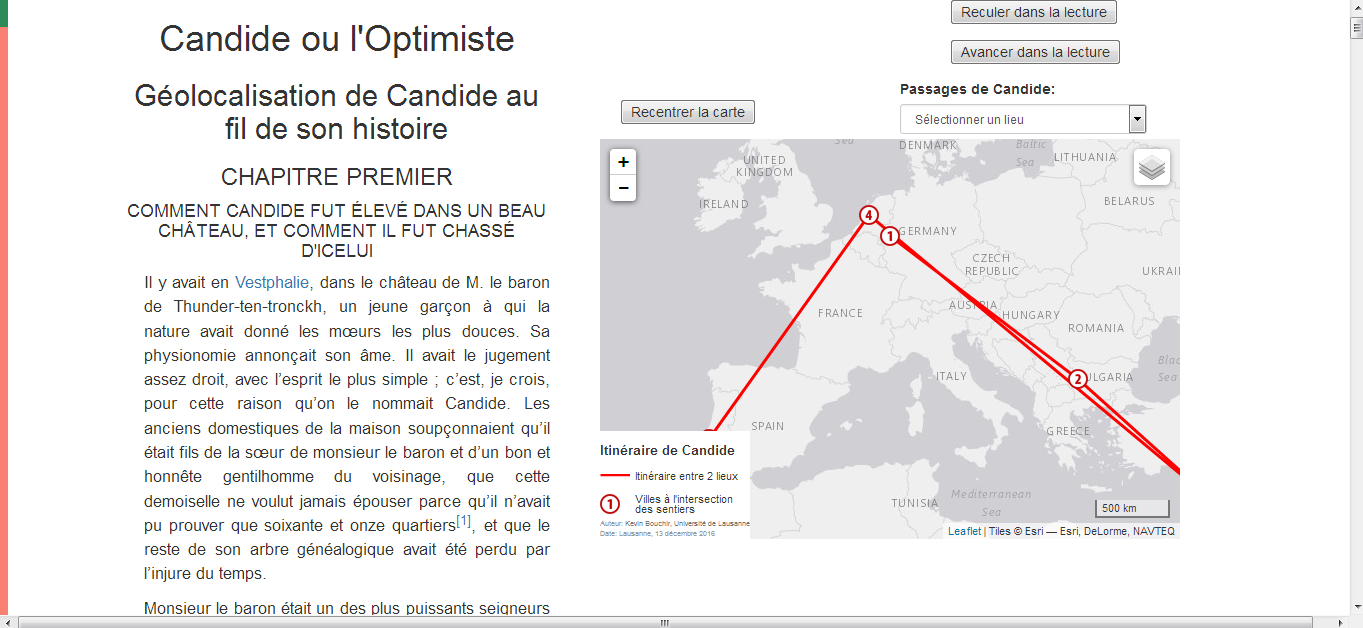 Candide ou l'Optimiste
Géolocalisation de Candide au
fil de son histoire
CHAPITRE PREMIER
COMMENT CANDIDE FUT ÉLEVÉ DANS UN BEAU
CHÂTEAU, ET COMMENT IL FUT CHASSÉ
D'ICELUI
Il y avait en Vestphalie, dans le château de M. le baron
de Thunder-ten-tronckh, un jeune garçon à qui la
nature avait donné les mœurs les plus douces. Sa
physionomie annonçait son âme. Il avait le jugement
assez droit, avec l'esprit le plus simple ; c'est, je crois,
pour cette raison qu'on le nommait Candide. Les
anciens domestiques de la maison soupçonnaient qu'il
était fils de la sœur de monsieur le baron et d'un bon et
honnête gentilhomme du voisinage, que cette
demoiselle ne voulut jamais épouser parce qu'il n'avait
pu prouver que soixante et onze quartiers[1], et que le
reste de son arbre généalogique avait été perdu par
l'injure du temps.
Monsieur le baron était un des plus puissants seigneurs
Reculer dans la lecture
Avancer dans la lecture
Passages de Candide:
Recentrer la carte
Sélectionner un lieu
+
−
Sea
DENMARK
Baltic
Sea
LITHUANIA
UNITED
KINGDOM
IRELAND
BELARUS
4
1
GERMANY
CZECH
REPUBLIC
UKRAI
AUSTRIA
HUNGARY
FRANCE
ROMANIA
Blac
Sea
ITALY
2
ULGARIA
SPAIN
GREECE
TUNISIA
Mediterranean
Sea
Itinéraire de Candide
Itinéraire entre 2 lieux
1
Villes à l'intersection
des sentiers
Auteur: Kevin Bouchir, Université de Lausanne
Date: Lausanne, 13 décembre 2016
500 km
Leaflet | Tiles © Esri — Esri, DeLorme, NAVTEQ